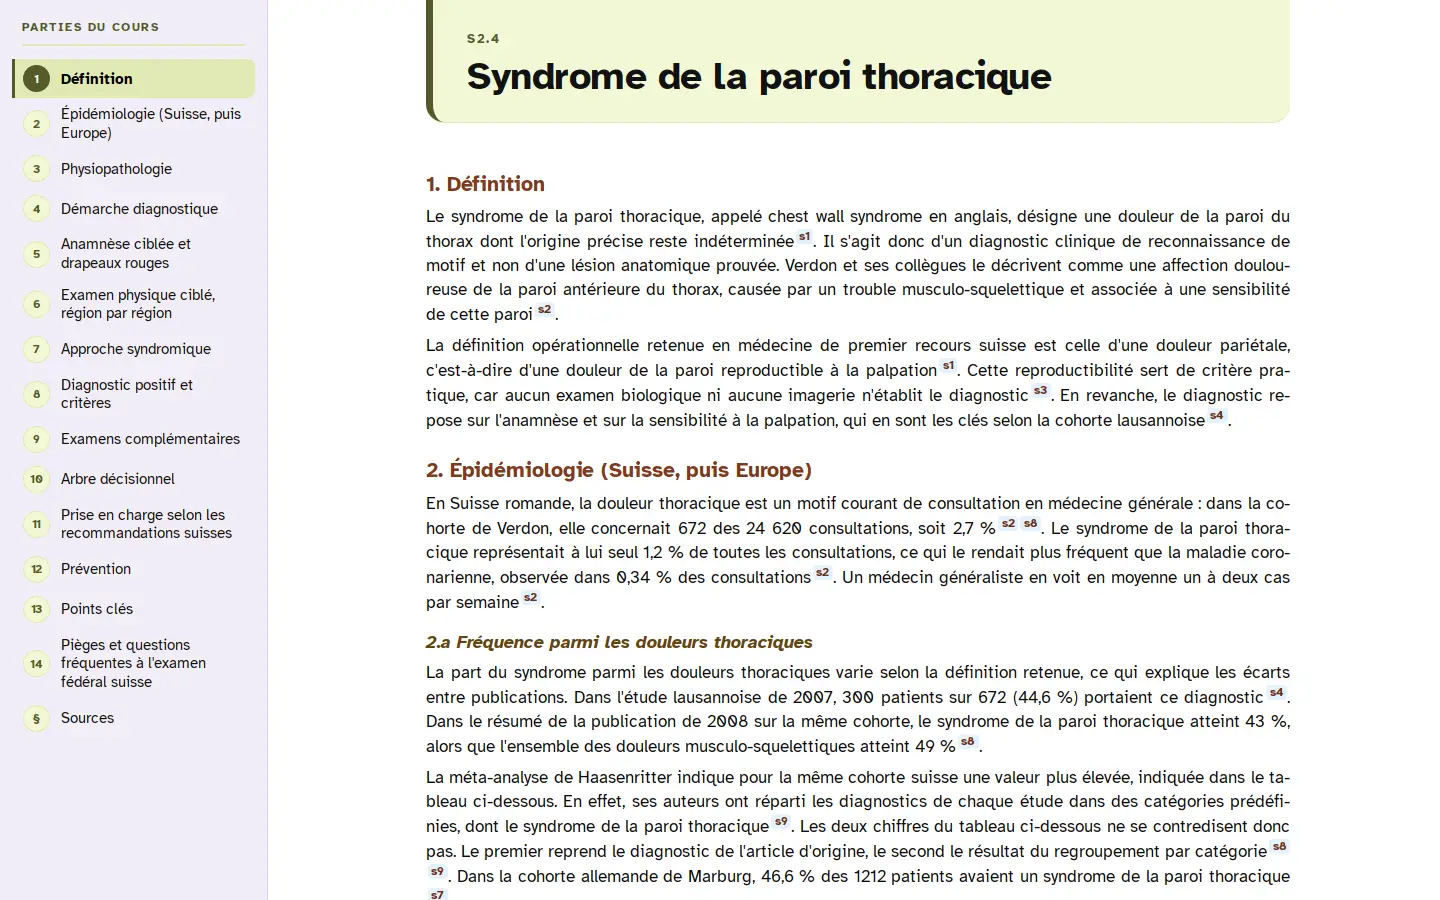 PARTIES DU COURS
1 Définition
2 Épidémiologie (Suisse, puis
Europe)
3 Physiopathologie
4 Démarche diagnostique
5 Anamnèse ciblée et
drapeaux rouges
6 Examen physique ciblé,
région par région
7 Approche syndromique
8 Diagnostic positif et
critères
9 Examens complémentaires
10 Arbre décisionnel
11 Prise en charge selon les
recommandations suisses
12 Prévention
13 Points clés
14 Pièges et questions
fréquentes à l'examen
fédéral suisse
§ Sources
S2.4
Syndrome de la paroi thoracique
1. Définition
Le syndrome de la paroi thoracique, appelé chest wall syndrome en anglais, désigne une douleur de la paroi du
thorax dont l'origine précise reste indéterminée s1. Il s'agit donc d'un diagnostic clinique de reconnaissance de
motif et non d'une lésion anatomique prouvée. Verdon et ses collègues le décrivent comme une affection doulou-
reuse de la paroi antérieure du thorax, causée par un trouble musculo-squelettique et associée à une sensibilité
de cette paroi s2.
La définition opérationnelle retenue en médecine de premier recours suisse est celle d'une douleur pariétale,
c'est-à-dire d'une douleur de la paroi reproductible à la palpation s1. Cette reproductibilité sert de critère pra-
tique, car aucun examen biologique ni aucune imagerie n'établit le diagnostic s3. En revanche, le diagnostic re-
pose sur l'anamnèse et sur la sensibilité à la palpation, qui en sont les clés selon la cohorte lausannoise s4.
2. Épidémiologie (Suisse, puis Europe)
En Suisse romande, la douleur thoracique est un motif courant de consultation en médecine générale : dans la co-
horte de Verdon, elle concernait 672 des 24 620 consultations, soit 2,7 % s2 s8. Le syndrome de la paroi thora-
cique représentait à lui seul 1,2 % de toutes les consultations, ce qui le rendait plus fréquent que la maladie coro-
narienne, observée dans 0,34 % des consultations s2. Un médecin généraliste en voit en moyenne un à deux cas
par semaine s2.
2.a Fréquence parmi les douleurs thoraciques
La part du syndrome parmi les douleurs thoraciques varie selon la définition retenue, ce qui explique les écarts
entre publications. Dans l'étude lausannoise de 2007, 300 patients sur 672 (44,6 %) portaient ce diagnostic s4.
Dans le résumé de la publication de 2008 sur la même cohorte, le syndrome de la paroi thoracique atteint 43 %,
alors que l'ensemble des douleurs musculo-squelettiques atteint 49 % s8.
La méta-analyse de Haasenritter indique pour la même cohorte suisse une valeur plus élevée, indiquée dans le ta-
bleau ci-dessous. En effet, ses auteurs ont réparti les diagnostics de chaque étude dans des catégories prédéfi-
nies, dont le syndrome de la paroi thoracique s9. Les deux chiffres du tableau ci-dessous ne se contredisent donc
pas. Le premier reprend le diagnostic de l'article d'origine, le second le résultat du regroupement par catégorie s8
s9. Dans la cohorte allemande de Marburg, 46,6 % des 1212 patients avaient un syndrome de la paroi thoracique
s7